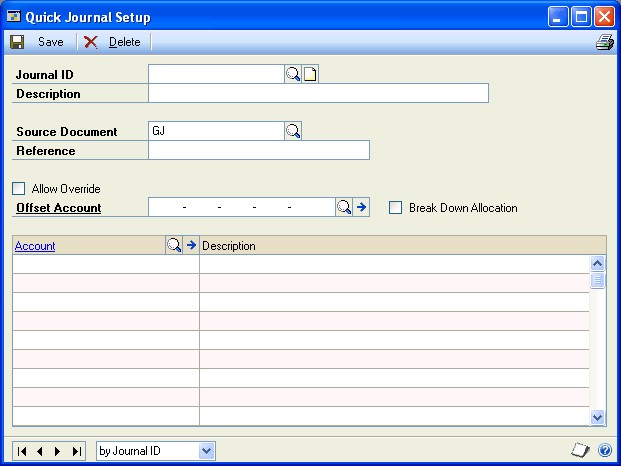 Quick Journal Setup
Save Delete
Journal ID
Description
Source Document GJ
Reference
Allow Override
Offset Account - - - - Break Down Allocation
Account Description
by Journal ID